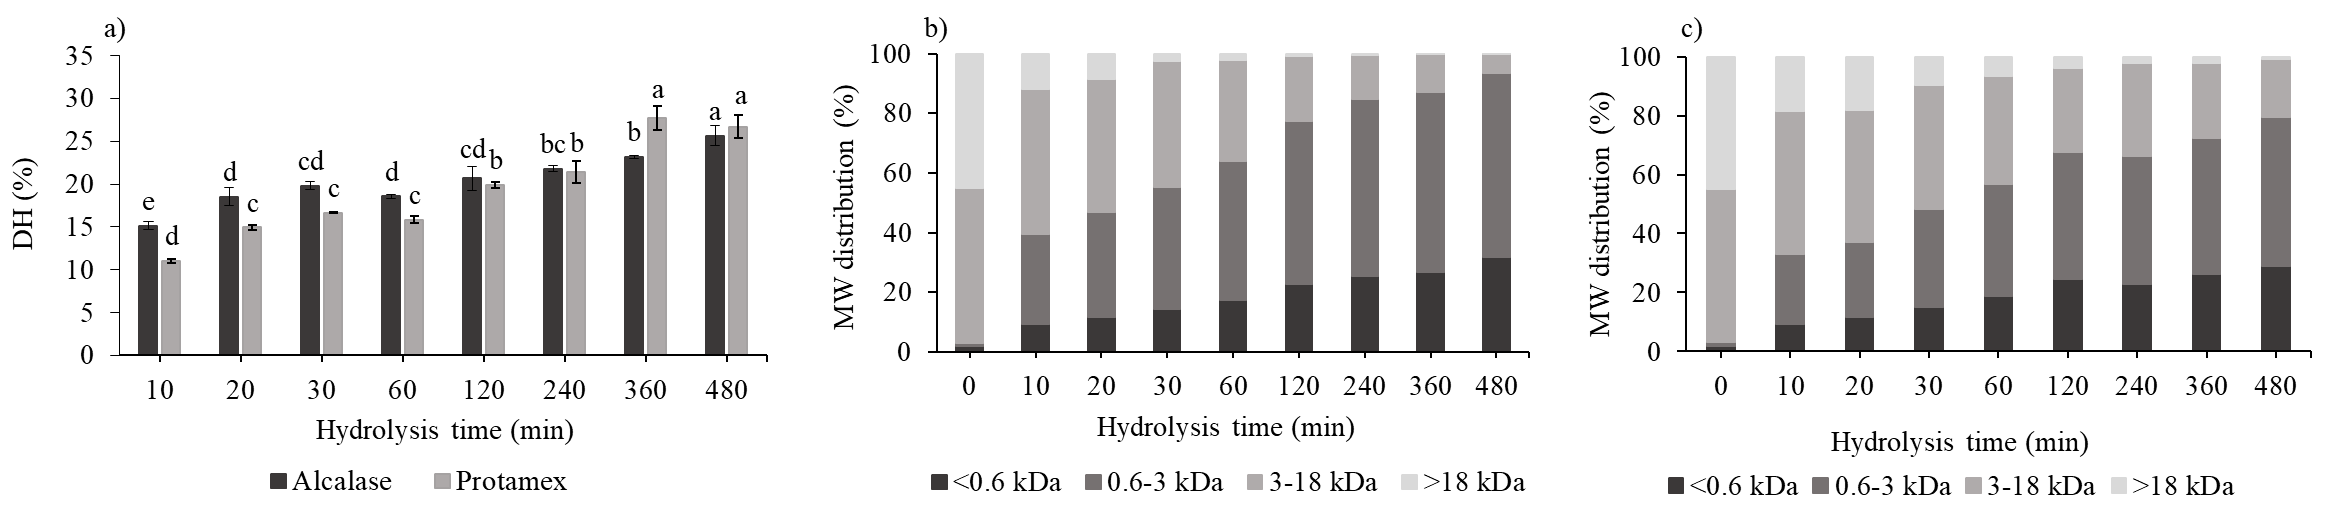 a)
35
30
25
20
15
10
5
0
DH (%)
e d d c cd c d c cd b bc b b a a a
10 20 30 60 120 240 360 480
Hydrolysis time (min)
Alcalase Protamex
b)
100
80
60
40
20
0
MW distribution (%)
0 10 20 30 60 120 240 360 480
Hydrolysis time (min)
<0.6 kDa 0.6-3 kDa 3-18 kDa >18 kDa
c)
100
80
60
40
20
0
MW distribution (%)
0 10 20 30 60 120 240 360 480
Hydrolysis time (min)
<0.6 kDa 0.6-3 kDa 3-18 kDa >18 kDa